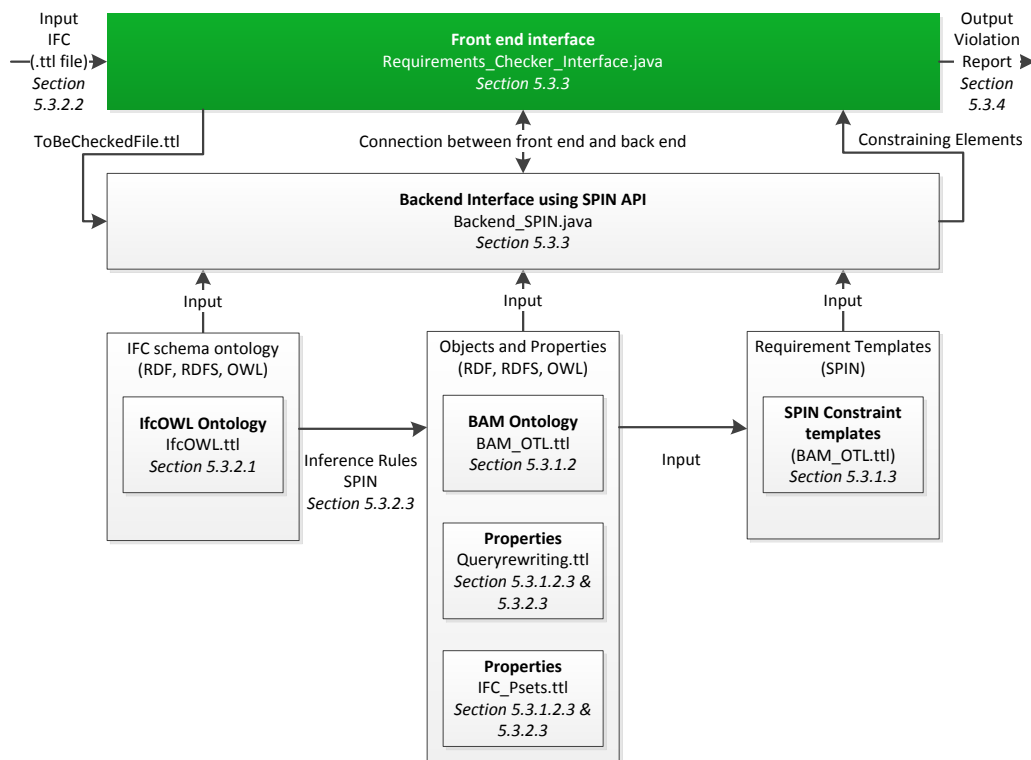 Input
IFC
(.ttl file)
Section
5.3.2.2
Front end interface
Requirements_Checker_Interface.java
Section 5.3.3
Output
Violation
Report
Section
5.3.4
ToBeCheckedFile.ttl
Connection between front end and back end
Constraining Elements
Backend Interface using SPIN API
Backend_SPIN.java
Section 5.3.3
Input
Input
Input
IFC schema ontology
(RDF, RDFS, OWL)
IfcOWL Ontology
IfcOWL.ttl
Section 5.3.2.1
Inference Rules
SPIN
Section 5.3.2.3
Objects and Properties
(RDF, RDFS, OWL)
BAM Ontology
BAM_OTL.ttl
Section 5.3.1.2
Properties
Queryrewriting.ttl
Section 5.3.1.2.3 &
5.3.2.3
Properties
IFC_Psets.ttl
Section 5.3.1.2.3 &
5.3.2.3
Input
Requirement Templates
(SPIN)
SPIN Constraint
templates
(BAM_OTL.ttl)
Section 5.3.1.3